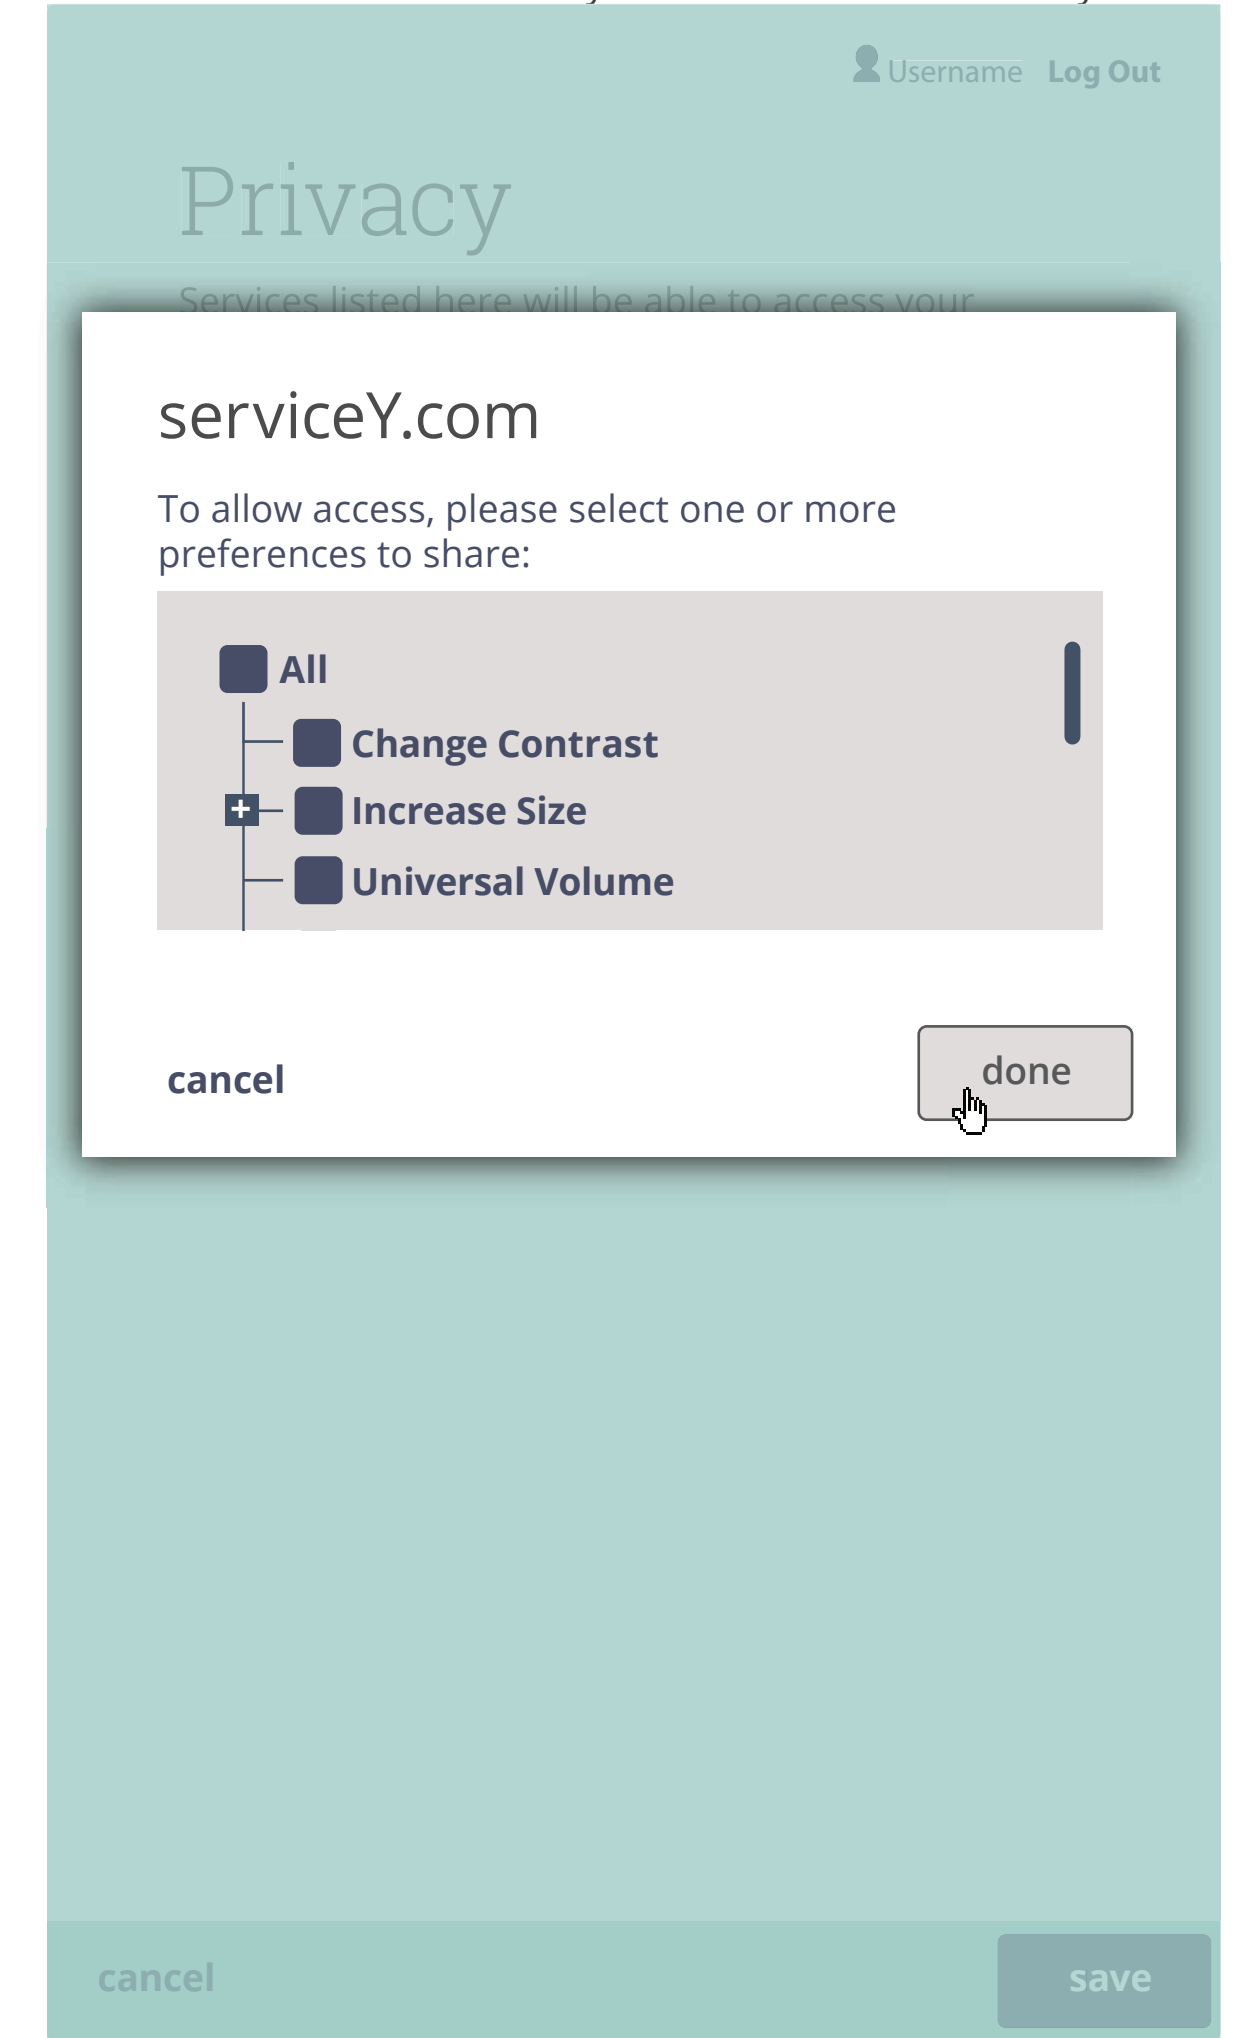 Username Log Out
Privacy
Services listed here will be able to access your
serviceY.com
To allow access, please select one or more
preferences to share:
All
Change Contrast
+ Increase Size
Universal Volume
cancel done
cancel save